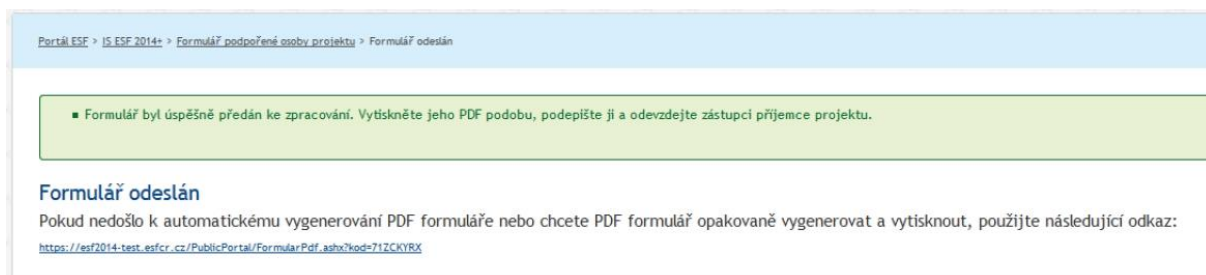 Portál ESF > IS ESF 2014+ > Formulář podpořené osoby projektu > Formulář odeslán
▪ Formulář byl úspěšně předán ke zpracování. Vytiskněte jeho PDF podobu, podepište ji a odevzdejte zástupci příjemce projektu.
Formulář odeslán
Pokud nedošlo k automatickému vygenerování PDF formuláře nebo chcete PDF formulář opakovaně vygenerovat a vytisknout, použijte následující odkaz:
https://esf2014-test.esfcr.cz/PublicPortal/FormularPdf.ashx?kod=71ZCKYRX